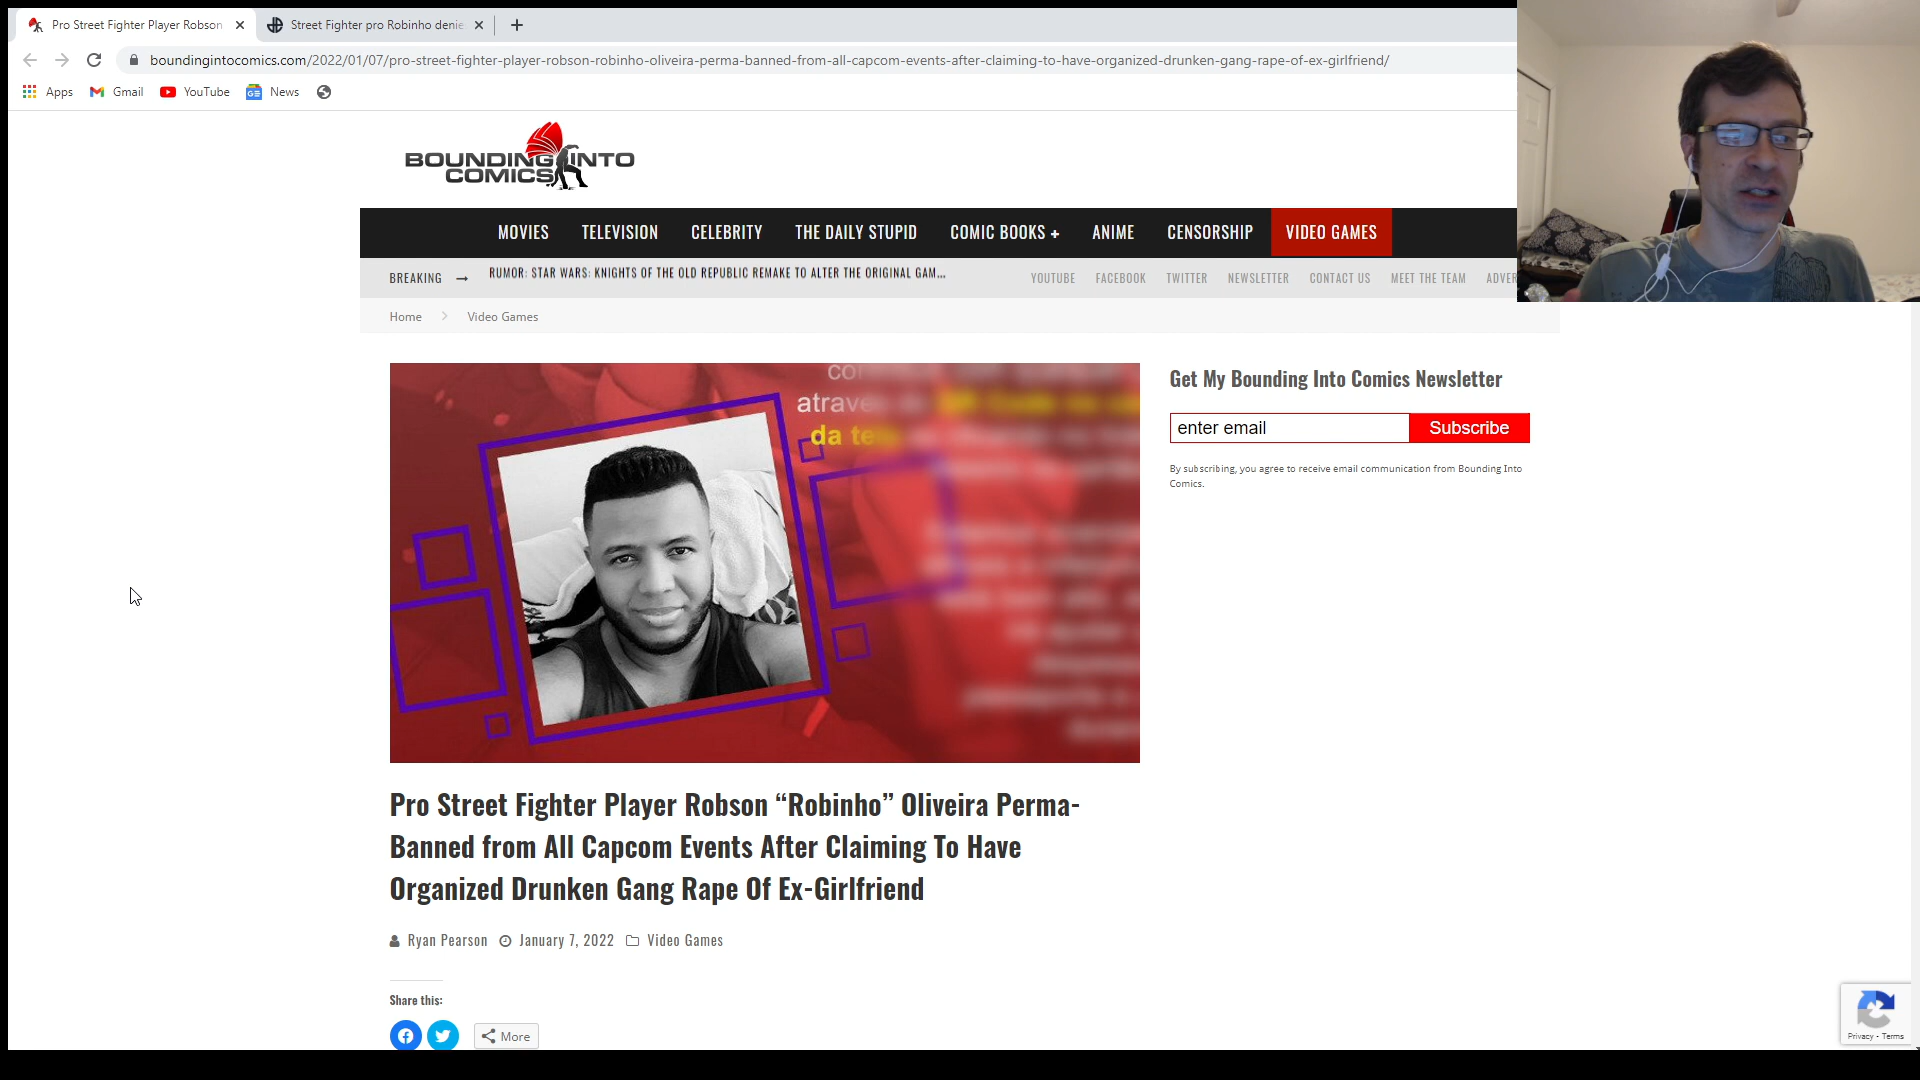 Pro Street Fighter Player Robson
Street Fighter pro Robinho denie
boundingintocomics.com/2022/01/07/pro-street-fighter-player-robson-robinho-oliveira-perma-banned-from-all-capcom-events-after-claiming-to-have-organized-drunken-gang-rape-of-ex-girlfriend/
Apps Gmail YouTube News
BOUNDING INTO
COMICS
MOVIES TELEVISION CELEBRITY THE DAILY STUPID COMIC BOOKS + ANIME CENSORSHIP VIDEO GAMES
BREAKING → RUMOR: STAR WARS: KNIGHTS OF THE OLD REPUBLIC REMAKE TO ALTER THE ORIGINAL GAM... YOUTUBE FACEBOOK TWITTER NEWSLETTER CONTACT US MEET THE TEAM ADVER
Home > Video Games
da
Get My Bounding Into Comics Newsletter
enter email Subscribe
By subscribing, you agree to receive email communication from Bounding Into
Comics.
Pro Street Fighter Player Robson “Robinho” Oliveira Perma-
Banned from All Capcom Events After Claiming To Have
Organized Drunken Gang Rape Of Ex-Girlfriend
Ryan Pearson January 7, 2022 Video Games
Share this:
More
Privacy - Terms